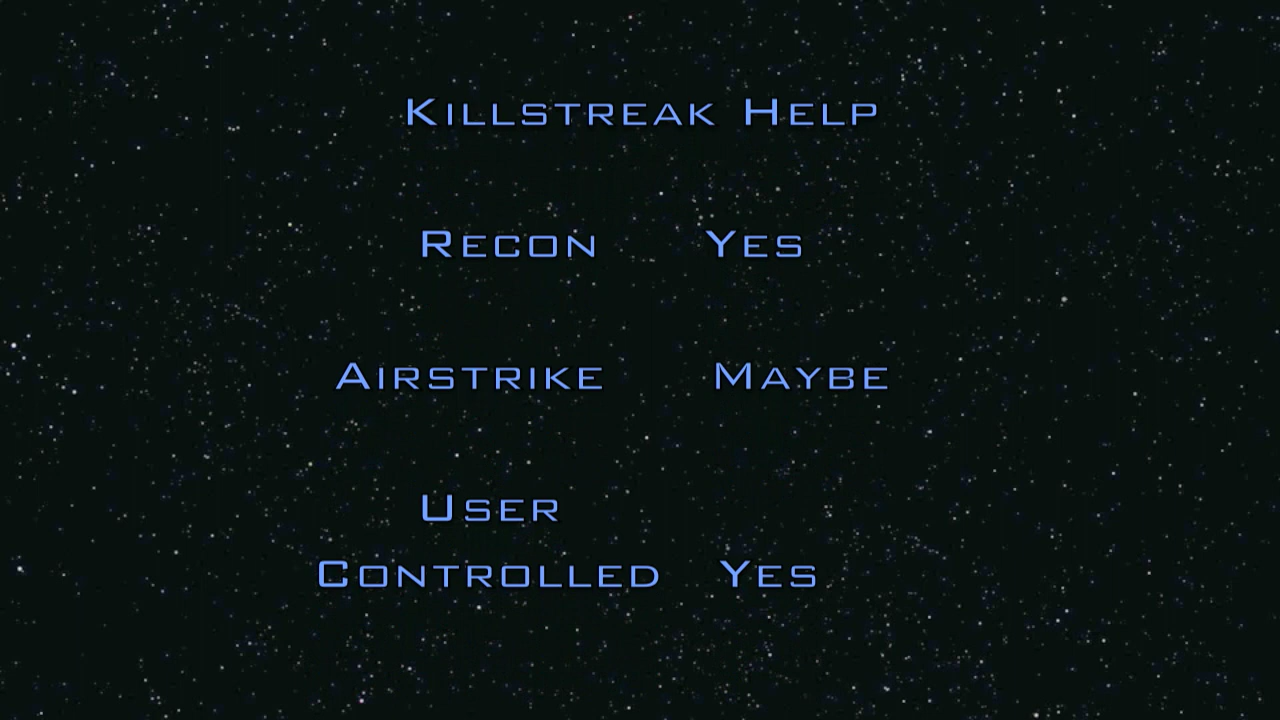 Killstreak Help
Recon Yes
Airstrike Maybe
User
Controlled Yes